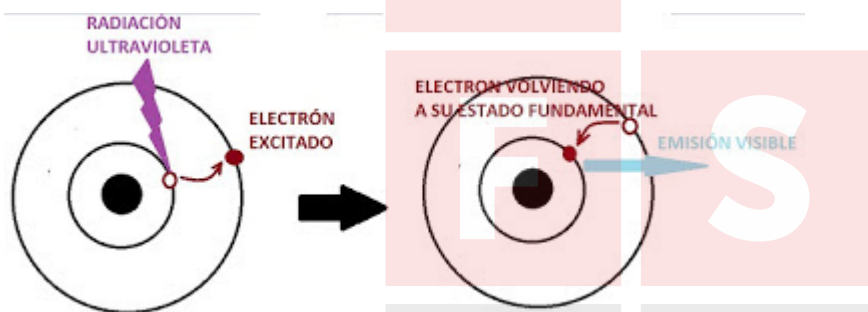 RADIACIÓN
ULTRAVIOLETA
ELECTRÓN
EXCITADO
ELECTRON VOLVIENDO
A SU ESTADO FUNDAMENTAL
EMISIÓN VISIBLE
F S